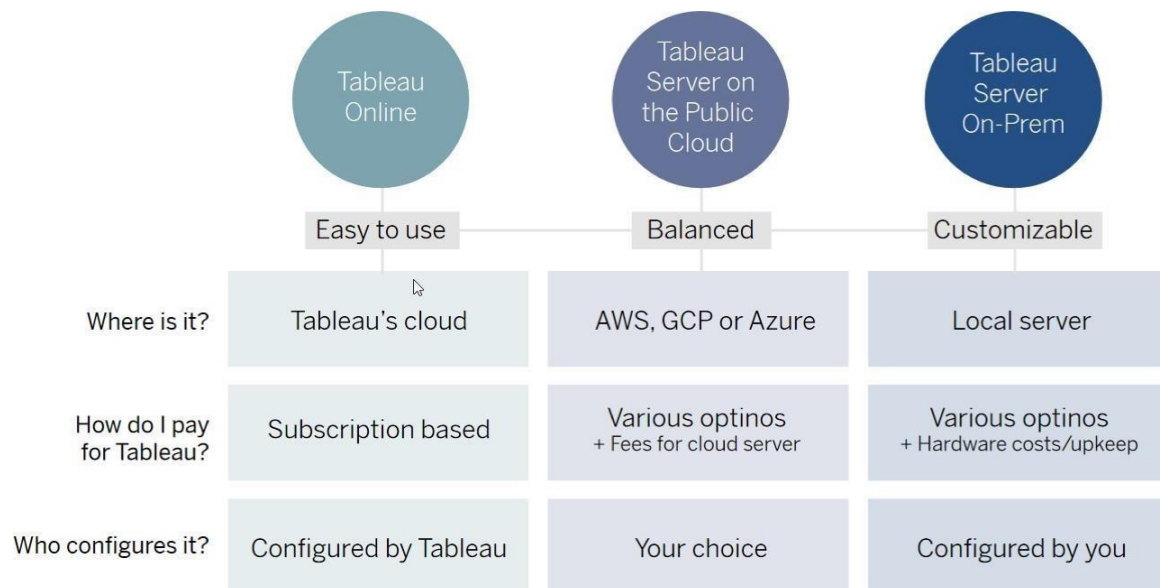 Tableau
Online
Tableau
Server on
the Public
Cloud
Tableau
Server
On-Prem
Easy to use
Balanced
Customizable
Where is it?
Tableau's cloud
AWS, GCP or Azure
Local server
How do I pay
for Tableau?
Subscription based
Various optinos
+ Fees for cloud server
Various optinos
+ Hardware costs/upkeep
Who configures it?
Configured by Tableau
Your choice
Configured by you